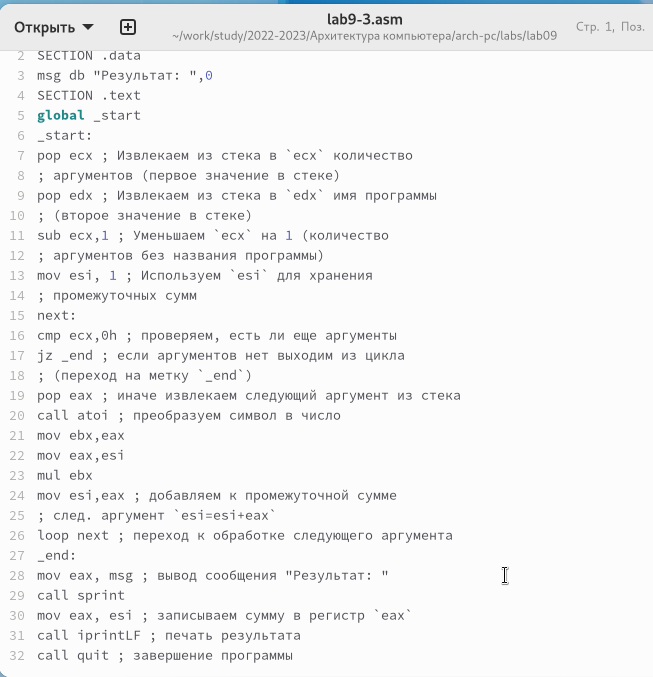 Открыть
lab9-3.asm
~/work/study/2022-2023/Архитектура компьютера/arch-pc/labs/lab09
Стр. 1, Поз.
2 SECTION .data
3 msg db "Результат: ",0
4 SECTION .text
5 global _start
6 _start:
7 pop ecx ; Извлекаем из стека в `ecx` количество
8 ; аргументов (первое значение в стеке)
9 pop edx ; Извлекаем из стека в `edx` имя программы
10 ; (второе значение в стеке)
11 sub ecx,1 ; Уменьшаем `ecx` на 1 (количество
12 ; аргументов без названия программы)
13 mov esi, 1 ; Используем `esi` для хранения
14 ; промежуточных сумм
15 next:
16 cmp ecx,0h ; проверяем, есть ли еще аргументы
17 jz _end ; если аргументов нет выходим из цикла
18 ; (переход на метку `_end`)
19 pop eax ; иначе извлекаем следующий аргумент из стека
20 call atoi ; преобразуем символ в число
21 mov ebx,eax
22 mov eax,esi
23 mul ebx
24 mov esi,eax ; добавляем к промежуточной сумме
25 ; след. аргумент `esi=esi+eax`
26 loop next ; переход к обработке следующего аргумента
27 _end:
28 mov eax, msg ; вывод сообщения "Результат: "
29 call sprint
30 mov eax, esi ; записываем сумму в регистр `eax`
31 call iprintLF ; печать результата
32 call quit ; завершение программы